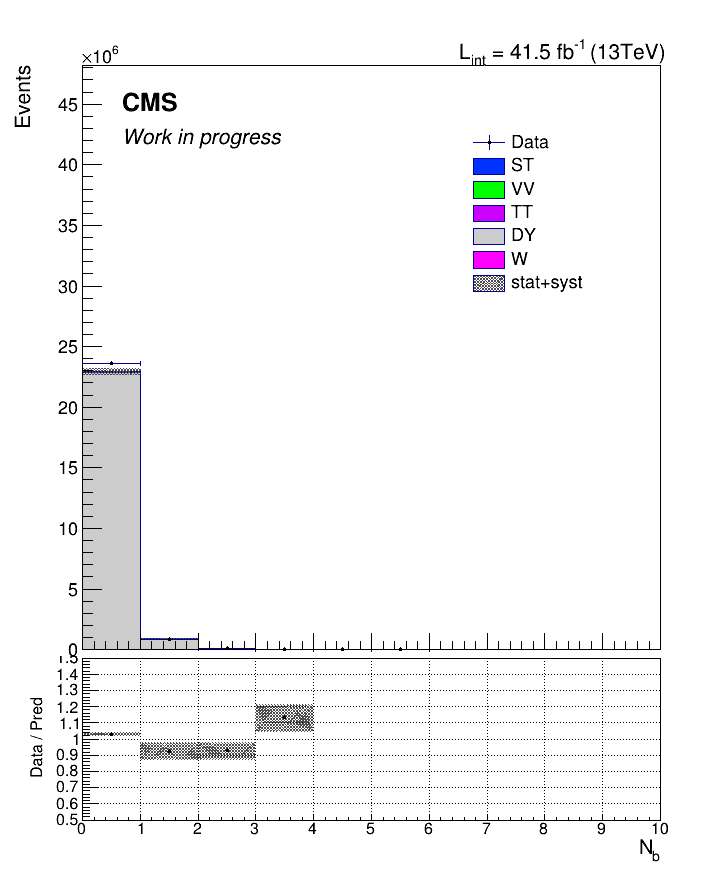 ×10⁶
L_int = 41.5 fb⁻¹ (13TeV)
Events
CMS
Work in progress
45
40
35
30
25
20
15
10
5
0
Data
ST
VV
TT
DY
W
stat+syst
Data / Pred
1.5
1.4
1.3
1.2
1.1
1
0.9
0.8
0.7
0.6
0.5
0 1 2 3 4 5 6 7 8 9 10
N_b